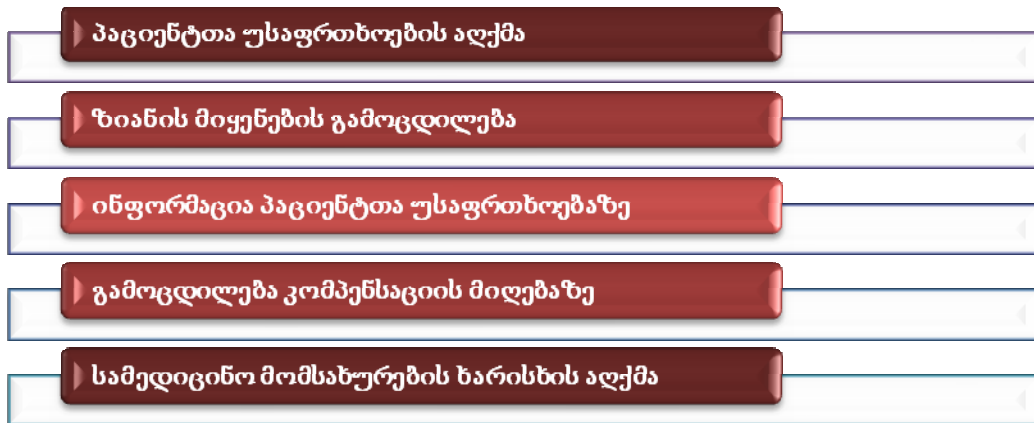 პაციენტთა უსაფრთხოების აღქმა
ზიანის მიყენების გამოცდილება
ინფორმაცია პაციენტთა უსაფრთხოებაზე
გამოცდილება კომპენსაციის მიღებაზე
სამედიცინო მომსახურების ხარისხის აღქმა